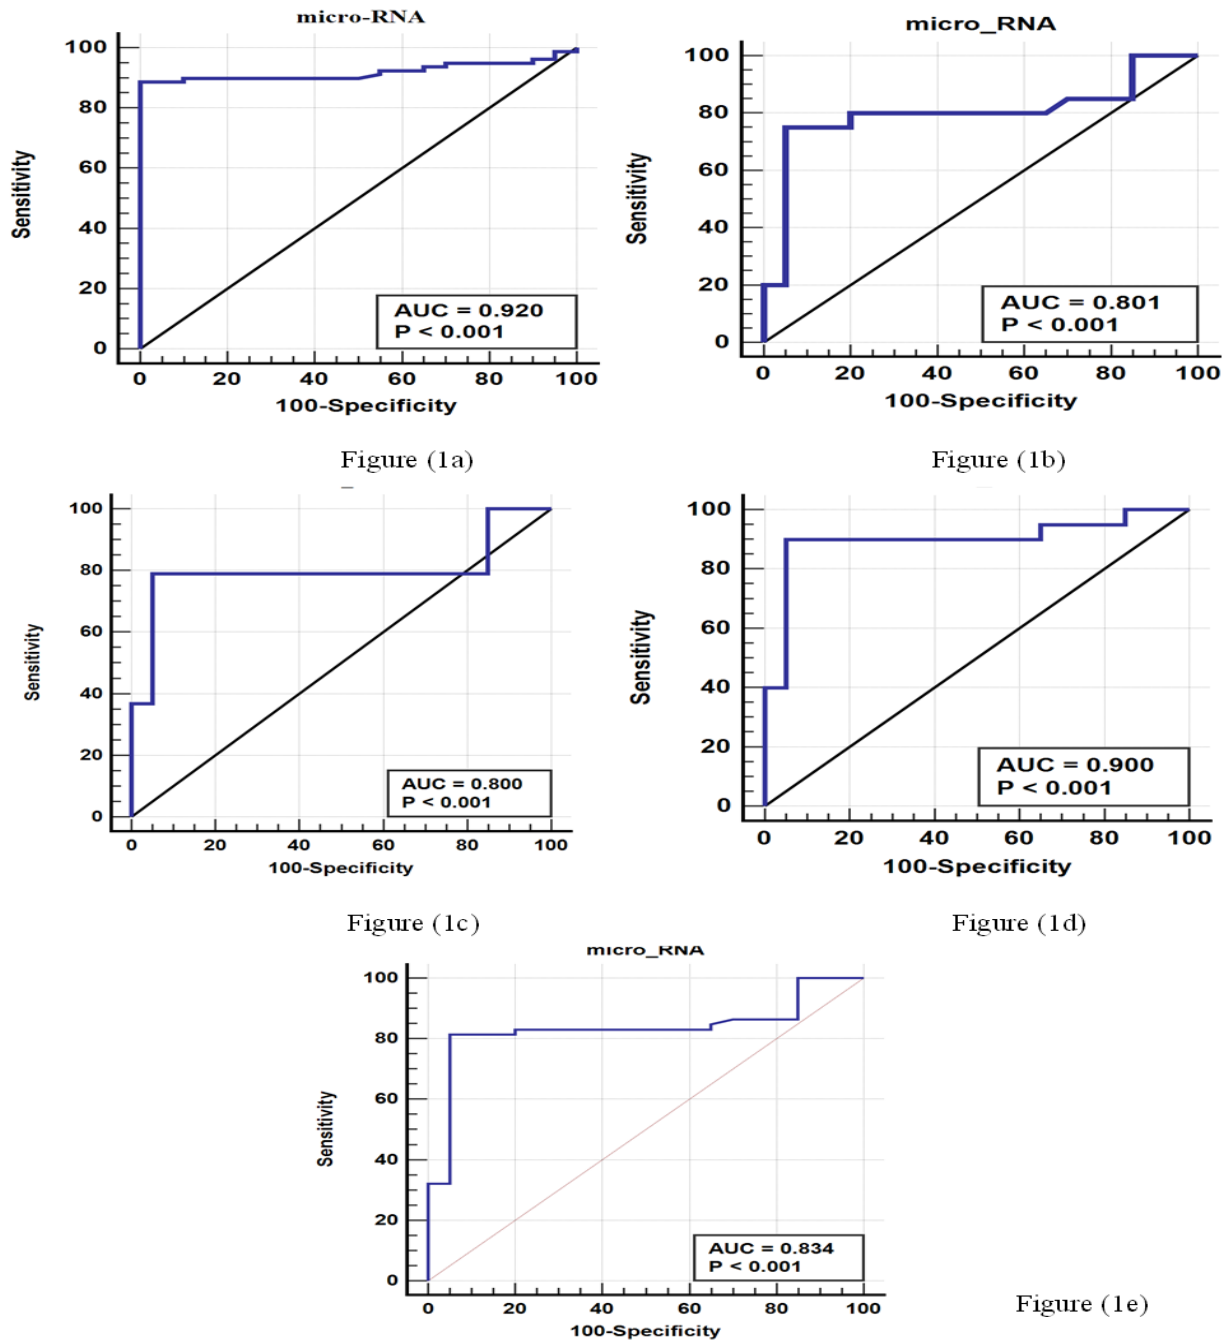 micro-RNA
100
80
60
40
20
0
Sensitivity
AUC = 0.920
P < 0.001
0 20 40 60 80 100
100-Specificity
Figure (1a)
micro_RNA
100
80
60
40
20
0
Sensitivity
AUC = 0.801
P < 0.001
0 20 40 60 80 100
100-Specificity
Figure (1b)
100
80
60
40
20
0
Sensitivity
AUC = 0.800
P < 0.001
0 20 40 60 80 100
100-Specificity
Figure (1c)
100
80
60
40
20
0
Sensitivity
AUC = 0.900
P < 0.001
0 20 40 60 80 100
100-Specificity
Figure (1d)
micro_RNA
100
80
60
40
20
0
Sensitivity
AUC = 0.834
P < 0.001
0 20 40 60 80 100
100-Specificity
Figure (1e)